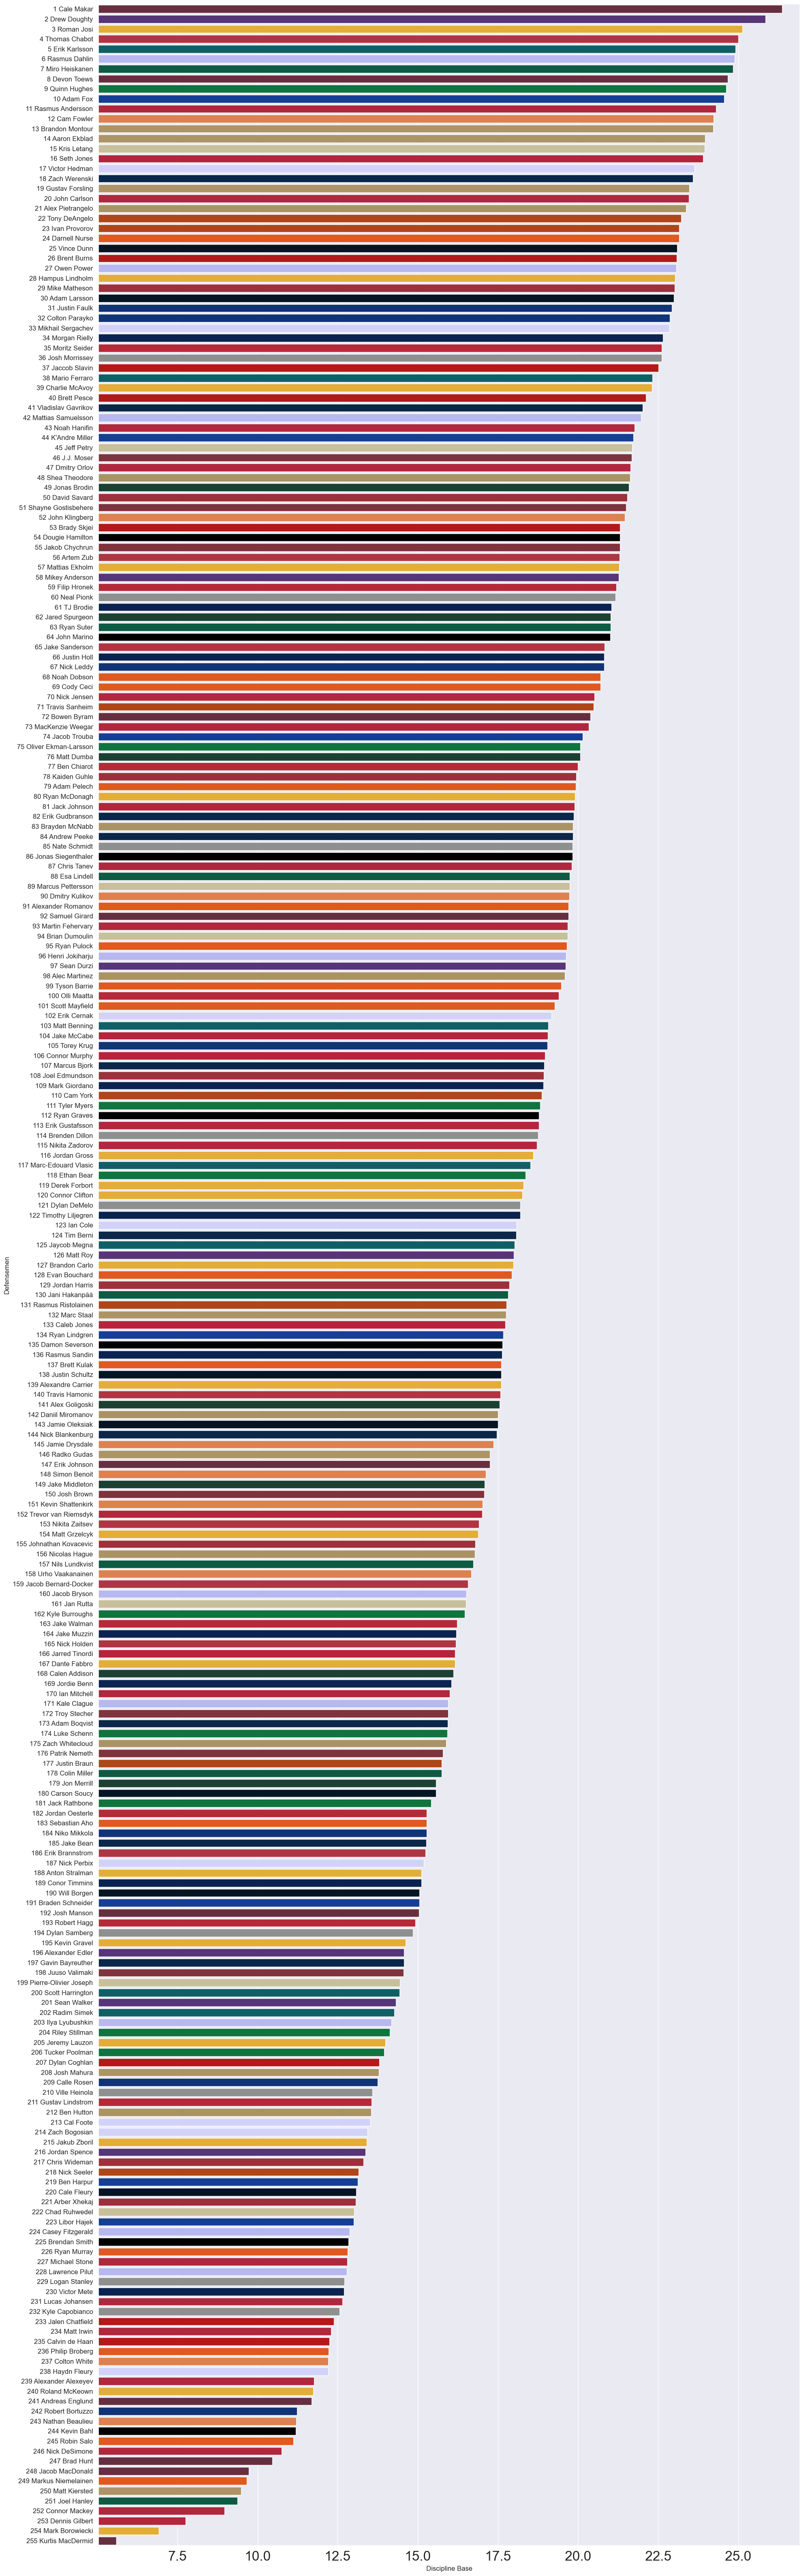 1 Cale Makar
2 Drew Doughty
3 Roman Josi
4 Thomas Chabot
5 Erik Karlsson
6 Rasmus Dahlin
7 Miro Heiskanen
8 Devon Toews
9 Quinn Hughes
10 Adam Fox
11 Rasmus Andersson
12 Cam Fowler
13 Brandon Montour
14 Aaron Ekblad
15 Kris Letang
16 Seth Jones
17 Victor Hedman
18 Zach Werenski
19 Gustav Forsling
20 John Carlson
21 Alex Pietrangelo
22 Tony DeAngelo
23 Ivan Provorov
24 Darnell Nurse
25 Vince Dunn
26 Brent Burns
27 Owen Power
28 Hampus Lindholm
29 Mike Matheson
30 Adam Larsson
31 Justin Faulk
32 Colton Parayko
33 Mikhail Sergachev
34 Morgan Rielly
35 Moritz Seider
36 Josh Morrissey
37 Jaccob Slavin
38 Mario Ferraro
39 Charlie McAvoy
40 Brett Pesce
41 Vladislav Gavrikov
42 Mattias Samuelsson
43 Noah Hanifin
44 K'Andre Miller
45 Jeff Petry
46 J.J. Moser
47 Dmitry Orlov
48 Shea Theodore
49 Jonas Brodin
50 David Savard
51 Shayne Gostisbehere
52 John Klingberg
53 Brady Skjei
54 Dougie Hamilton
55 Jakob Chychrun
56 Artem Zub
57 Mattias Ekholm
58 Mikey Anderson
59 Filip Hronek
60 Neal Pionk
61 TJ Brodie
62 Jared Spurgeon
63 Ryan Suter
64 John Marino
65 Jake Sanderson
66 Justin Holl
67 Nick Leddy
68 Noah Dobson
69 Cody Ceci
70 Nick Jensen
71 Travis Sanheim
72 Bowen Byram
73 MacKenzie Weegar
74 Jacob Trouba
75 Oliver Ekman-Larsson
76 Matt Dumba
77 Ben Chiarot
78 Kaiden Guhle
79 Adam Pelech
80 Ryan McDonagh
81 Jack Johnson
82 Erik Gudbranson
83 Brayden McNabb
84 Andrew Peeke
85 Nate Schmidt
86 Jonas Siegenthaler
87 Chris Tanev
88 Esa Lindell
89 Marcus Pettersson
90 Dmitry Kulikov
91 Alexander Romanov
92 Samuel Girard
93 Martin Fehervary
94 Brian Dumoulin
95 Ryan Pulock
96 Henri Jokiharju
97 Sean Durzi
98 Alec Martinez
99 Tyson Barrie
100 Olli Maatta
101 Scott Mayfield
102 Erik Cernak
103 Matt Benning
104 Jake McCabe
105 Torey Krug
106 Connor Murphy
107 Marcus Bjork
108 Joel Edmundson
109 Mark Giordano
110 Cam York
111 Tyler Myers
112 Ryan Graves
113 Erik Gustafsson
114 Brenden Dillon
115 Nikita Zadorov
116 Jordan Gross
117 Marc-Edouard Vlasic
118 Ethan Bear
119 Derek Forbort
120 Connor Clifton
121 Dylan DeMelo
122 Timothy Liljegren
123 Ian Cole
124 Tim Berni
125 Jaycob Megna
126 Matt Roy
127 Brandon Carlo
128 Evan Bouchard
129 Jordan Harris
130 Jani Hakanpää
131 Rasmus Ristolainen
132 Marc Staal
133 Caleb Jones
134 Ryan Lindgren
135 Damon Severson
136 Rasmus Sandin
137 Brett Kulak
138 Justin Schultz
139 Alexandre Carrier
140 Travis Hamonic
141 Alex Goligoski
142 Daniil Miromanov
143 Jamie Oleksiak
144 Nick Blankenburg
145 Jamie Drysdale
146 Radko Gudas
147 Erik Johnson
148 Simon Benoit
149 Jake Middleton
150 Josh Brown
151 Kevin Shattenkirk
152 Trevor van Riemsdyk
153 Nikita Zaitsev
154 Matt Grzelcyk
155 Johnathan Kovacevic
156 Nicolas Hague
157 Nils Lundkvist
158 Urho Vaakanainen
159 Jacob Bernard-Docker
160 Jacob Bryson
161 Jan Rutta
162 Kyle Burroughs
163 Jake Walman
164 Jake Muzzin
165 Nick Holden
166 Jarred Tinordi
167 Dante Fabbro
168 Calen Addison
169 Jordie Benn
170 Ian Mitchell
171 Kale Clague
172 Troy Stecher
173 Adam Boqvist
174 Luke Schenn
175 Zach Whitecloud
176 Patrik Nemeth
177 Justin Braun
178 Colin Miller
179 Jon Merrill
180 Carson Soucy
181 Jack Rathbone
182 Jordan Oesterle
183 Sebastian Aho
184 Niko Mikkola
185 Jake Bean
186 Erik Brannstrom
187 Nick Perbix
188 Anton Stralman
189 Conor Timmins
190 Will Borgen
191 Braden Schneider
192 Josh Manson
193 Robert Hagg
194 Dylan Samberg
195 Kevin Gravel
196 Alexander Edler
197 Gavin Bayreuther
198 Juuso Valimaki
199 Pierre-Olivier Joseph
200 Scott Harrington
201 Sean Walker
202 Radim Simek
203 Ilya Lyubushkin
204 Riley Stillman
205 Jeremy Lauzon
206 Tucker Poolman
207 Dylan Coghlan
208 Josh Mahura
209 Calle Rosen
210 Ville Heinola
211 Gustav Lindstrom
212 Ben Hutton
213 Cal Foote
214 Zach Bogosian
215 Jakub Zboril
216 Jordan Spence
217 Chris Wideman
218 Nick Seeler
219 Ben Harpur
220 Cale Fleury
221 Arber Xhekaj
222 Chad Ruhwedel
223 Libor Hajek
224 Casey Fitzgerald
225 Brendan Smith
226 Ryan Murray
227 Michael Stone
228 Lawrence Pilut
229 Logan Stanley
230 Victor Mete
231 Lucas Johansen
232 Kyle Capobianco
233 Jalen Chatfield
234 Matt Irwin
235 Calvin de Haan
236 Philip Broberg
237 Colton White
238 Haydn Fleury
239 Alexander Alexeyev
240 Roland McKeown
241 Andreas Englund
242 Robert Bortuzzo
243 Nathan Beaulieu
244 Kevin Bahl
245 Robin Salo
246 Nick DeSimone
247 Brad Hunt
248 Jacob MacDonald
249 Markus Niemelainen
250 Matt Kiersted
251 Joel Hanley
252 Connor Mackey
253 Dennis Gilbert
254 Mark Borowiecki
255 Kurtis MacDermid
Defensemen
7.5 10.0 12.5 15.0 17.5 20.0 22.5 25.0
Discipline Base